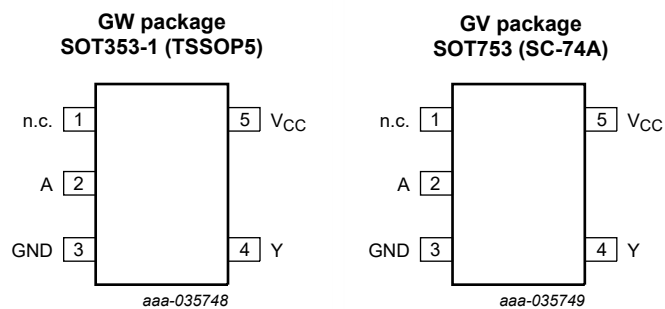 GW package
SOT353-1 (TSSOP5)
n.c. 1
5 VCC
A 2
GND 3
4 Y
aaa-035748
GV package
SOT753 (SC-74A)
n.c. 1
5 VCC
A 2
GND 3
4 Y
aaa-035749